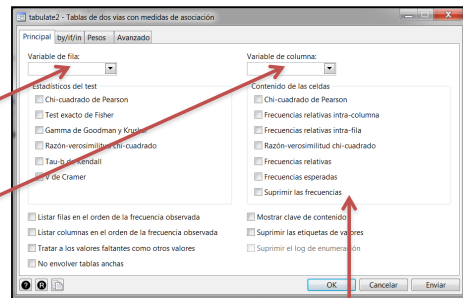 tabulate2 - Tablas de dos vías con medidas de asociación
Principal by/if/in Pesos Avanzado
Variable de fila: Variable de columna:
Estadísticos del test Contenido de las celdas
Chi-cuadrado de Pearson Chi-cuadrado de Pearson
Test exacto de Fisher Frecuencias relativas intra-columna
Gamma de Goodman y Kruskal Frecuencias relativas intra-fila
Razón-verosimilitud chi-cuadrado Razón-verosimilitud chi-cuadrado
Tau-b de Kendall Frecuencias relativas
V de Cramer Frecuencias esperadas
Suprimir las frecuencias
Listar filas en el orden de la frecuencia observada Mostrar clave de contenido
Listar columnas en el orden de la frecuencia observada Suprimir las etiquetas de valores
Tratar a los valores faltantes como otros valores Suprimir el log de enumeración
No envolver tablas anchas
OK Cancelar Enviar